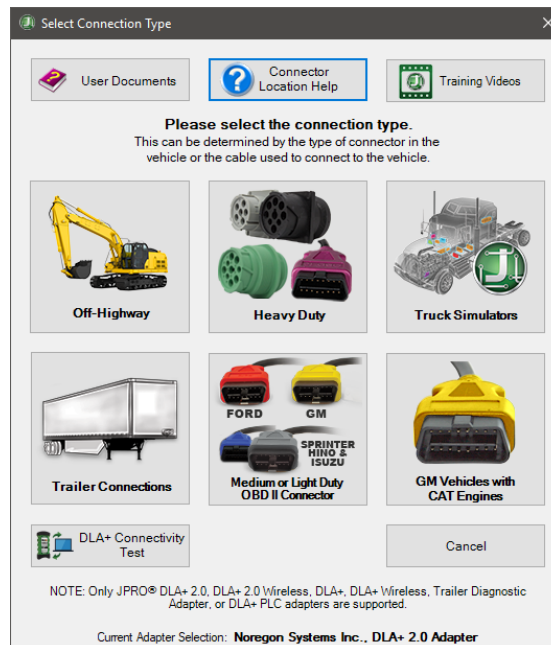 Select Connection Type
User Documents
Connector
Location Help
Training Videos
Please select the connection type.
This can be determined by the type of connector in the
vehicle or the cable used to connect to the vehicle.
Off-Highway
Heavy Duty
Truck Simulators
FORD
GM
SPRINTER
HINO &
ISUZU
Trailer Connections
Medium or Light Duty
OBD II Connector
GM Vehicles with
CAT Engines
DLA+ Connectivity
Test
Cancel
NOTE: Only JPRO® DLA+ 2.0, DLA+ 2.0 Wireless, DLA+, DLA+ Wireless, Trailer Diagnostic
Adapter, or DLA+ PLC adapters are supported.
Current Adapter Selection: Noregon Systems Inc., DLA+ 2.0 Adapter